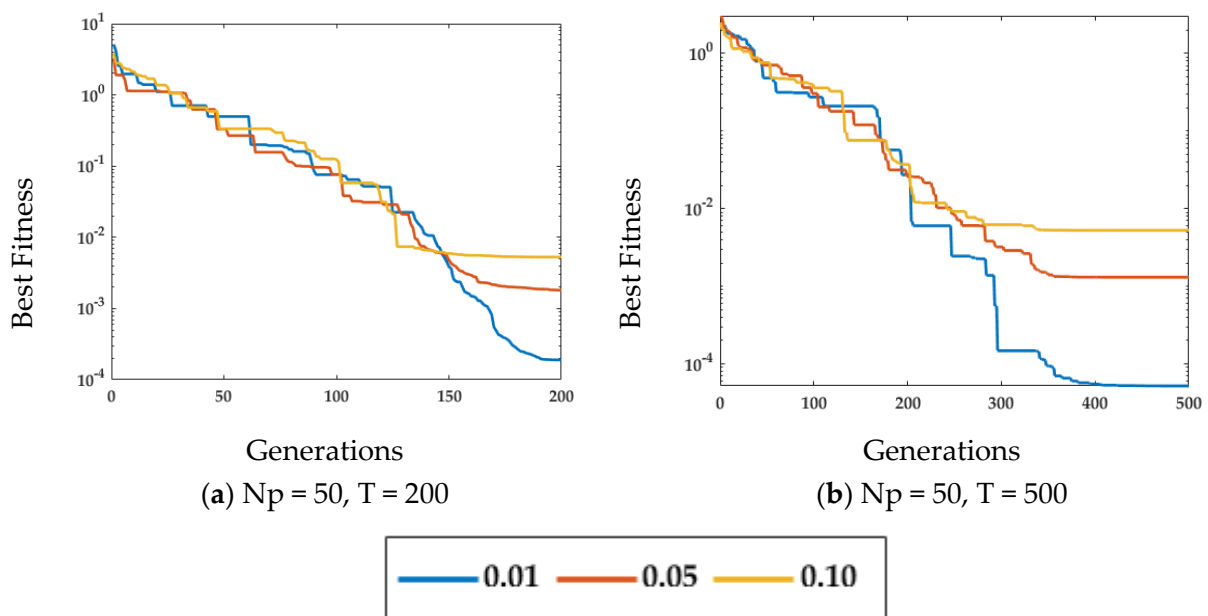 10^1
10^0
10^-1
10^-2
10^-3
10^-4
Best Fitness
0 50 100 150 200
Generations
(a) Np = 50, T = 200
10^0
10^-2
10^-4
Best Fitness
0 100 200 300 400 500
Generations
(b) Np = 50, T = 500
0.01 0.05 0.10